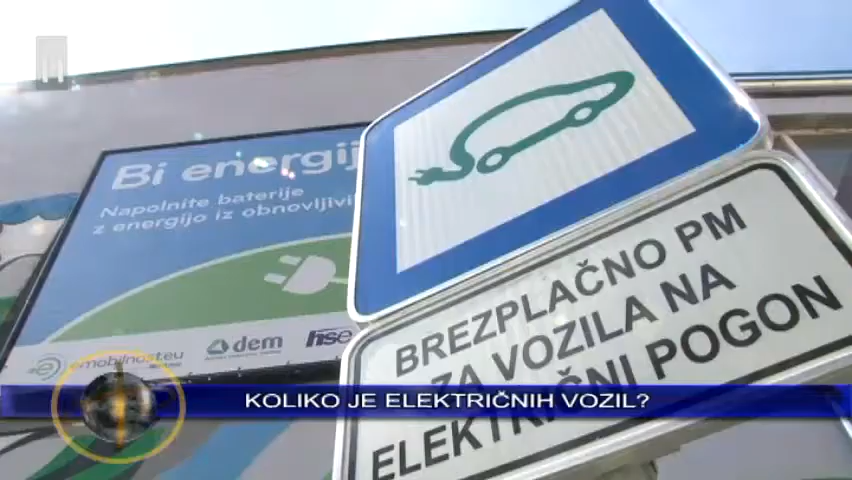 Bi energij
Napolnite baterije
z energijo iz obnovljivi
emobilnost.eu
dem
hse
BREZPLAČNO PM
ZA VOZILA NA
ELEKTRIČNI POGON
KOLIKO JE ELEKTRIČNIH VOZIL?